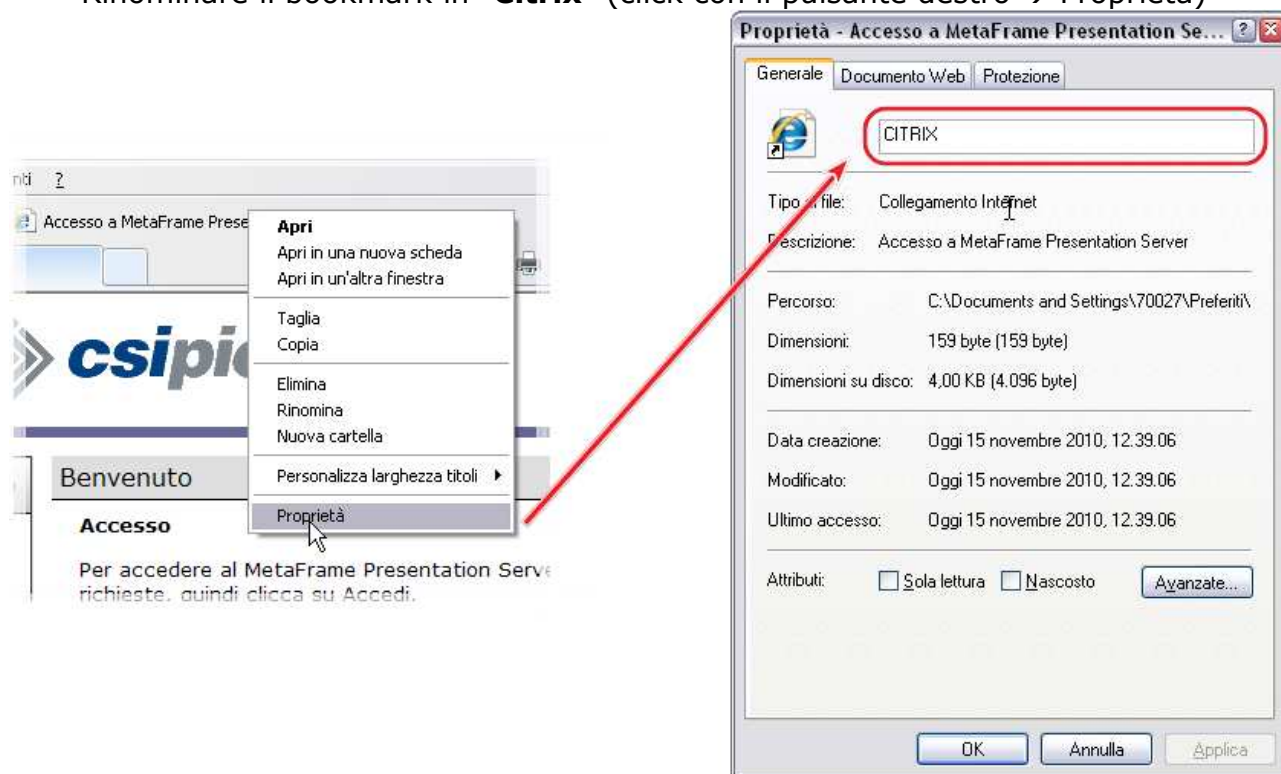 Rinominare il bookmark in "Citrix" (click con il pulsante destro → Proprietà)
nti ?
Accesso a MetaFrame Prese
Apri
Apri in una nuova scheda
Apri in un'altra finestra
Taglia
Copia
Elimina
Rinomina
Nuova cartella
Personalizza larghezza titoli
Proprietà
csipie
Benvenuto
Accesso
Per accedere al MetaFrame Presentation Serve
richieste, quindi clicca su Accedi.
Proprietà - Accesso a MetaFrame Presentation Se...
Generale Documento Web Protezione
CITRIX
Tipo di file: Collegamento Internet
Descrizione: Accesso a MetaFrame Presentation Server
Percorso: C:\Documents and Settings\70027\Preferiti\
Dimensioni: 159 byte (159 byte)
Dimensioni su disco: 4,00 KB (4.096 byte)
Data creazione: Oggi 15 novembre 2010, 12.39.06
Modificato: Oggi 15 novembre 2010, 12.39.06
Ultimo accesso: Oggi 15 novembre 2010, 12.39.06
Attributi: Sola lettura Nascosto Avanzate...
OK Annulla Applica